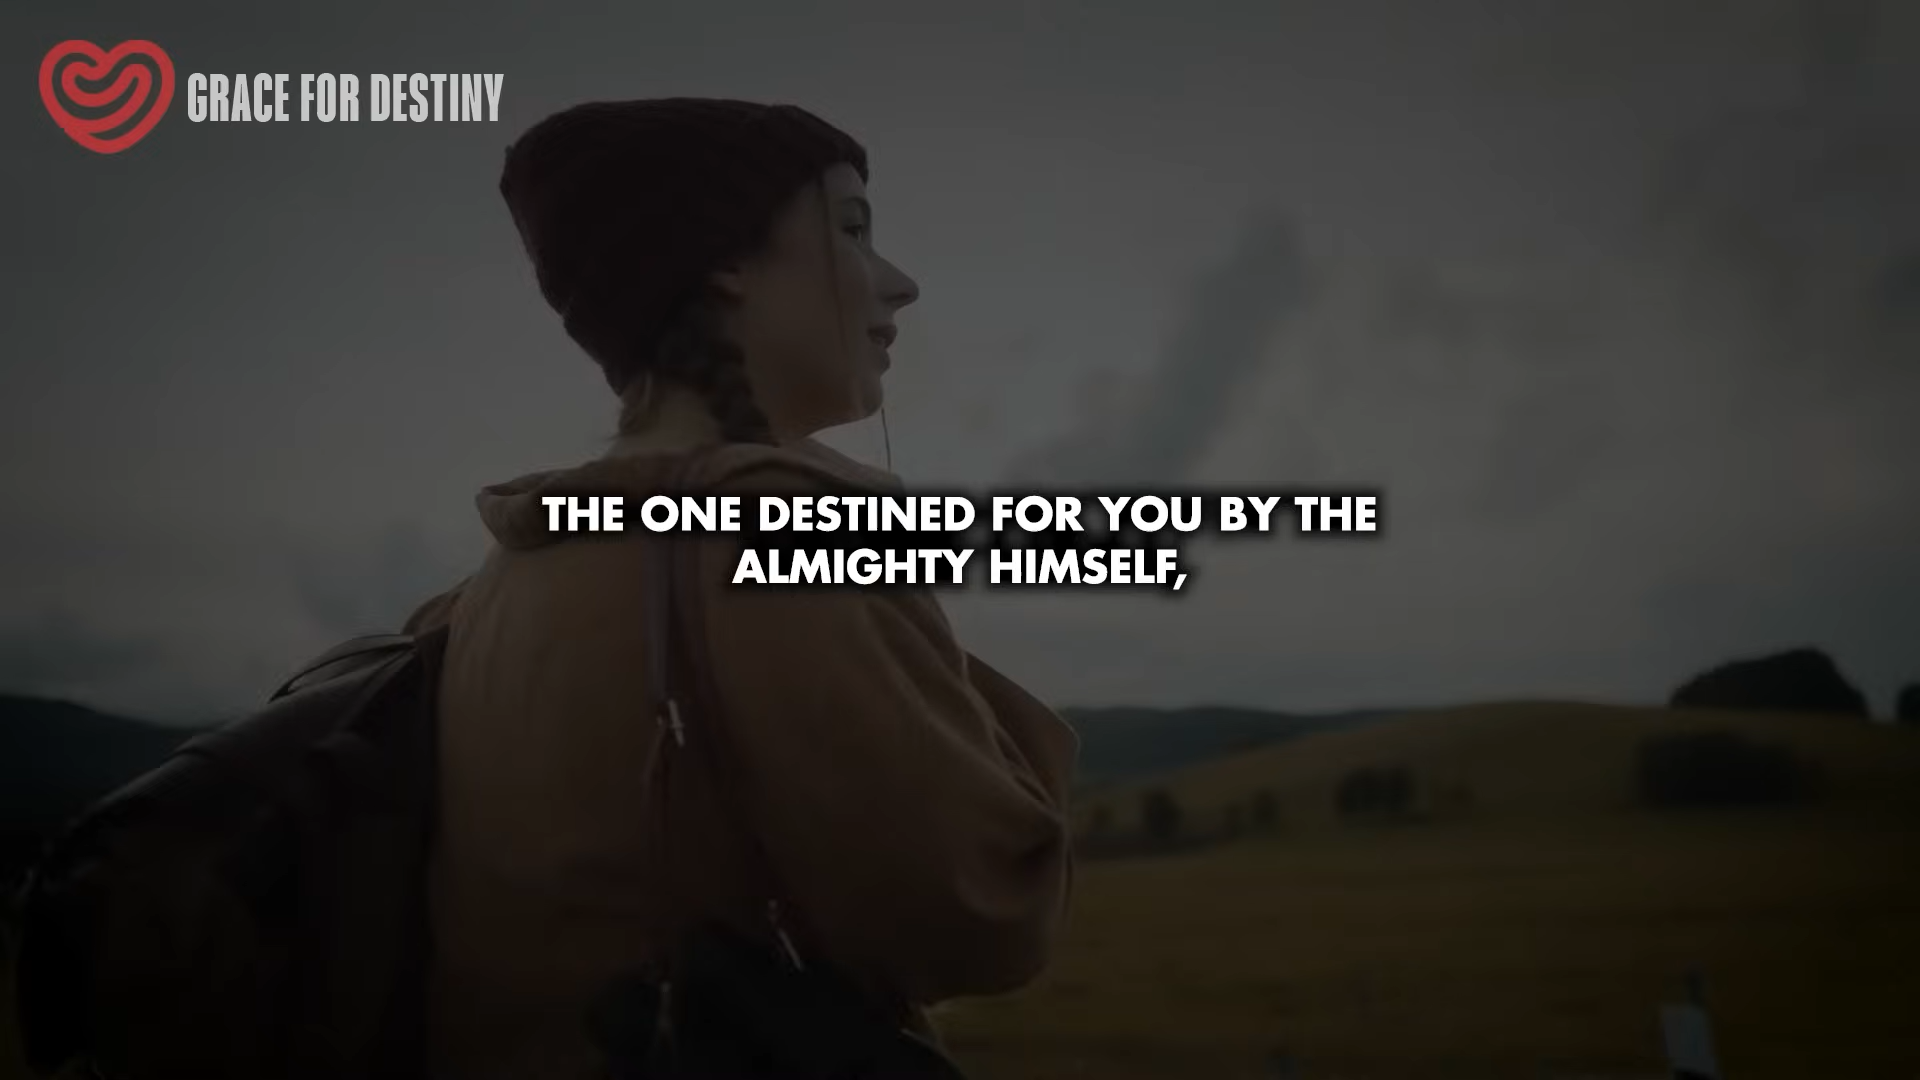 GRACE FOR DESTINY
THE ONE DESTINED FOR YOU BY THE
ALMIGHTY HIMSELF,